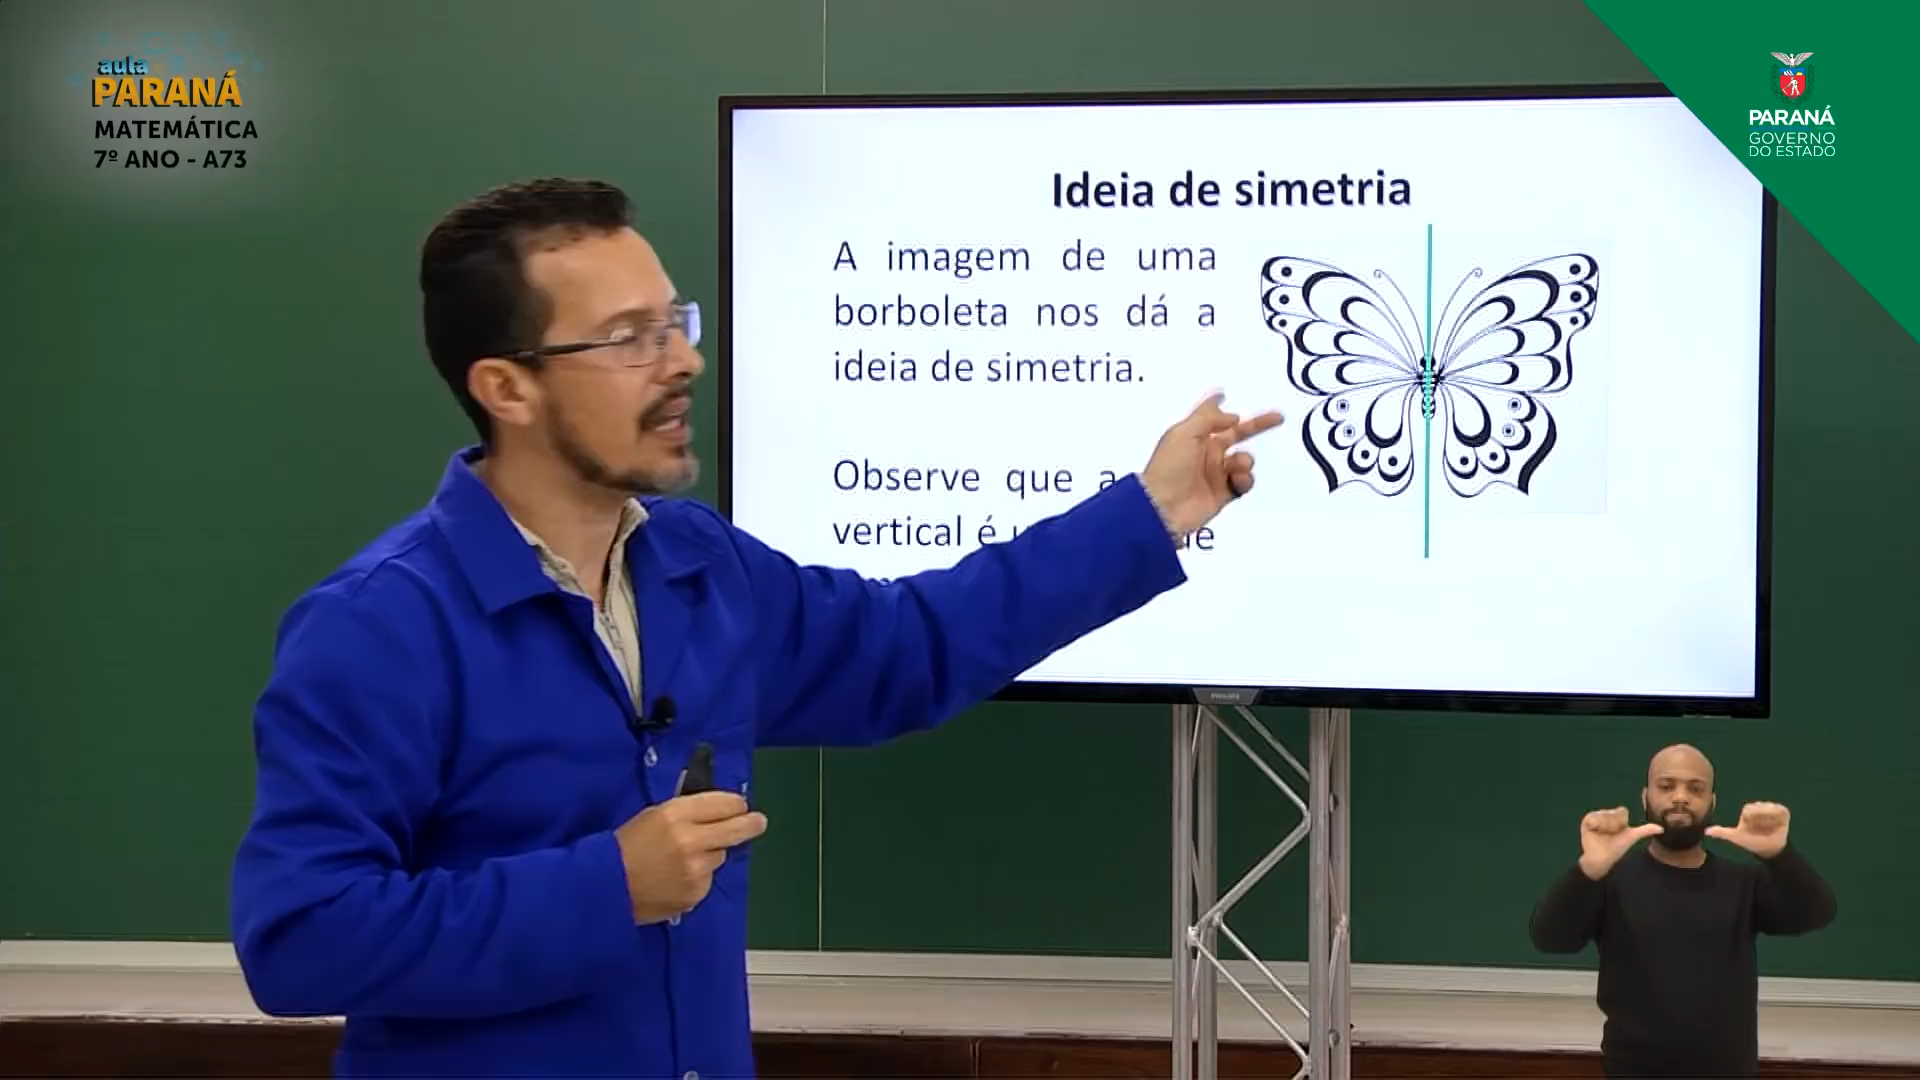 aula
PARANÁ
MATEMÁTICA
7º ANO - A73
PARANÁ
GOVERNO
DO ESTADO
Ideia de simetria
A imagem de uma
borboleta nos dá a
ideia de simetria.
Observe que a
vertical é
PHILIPS